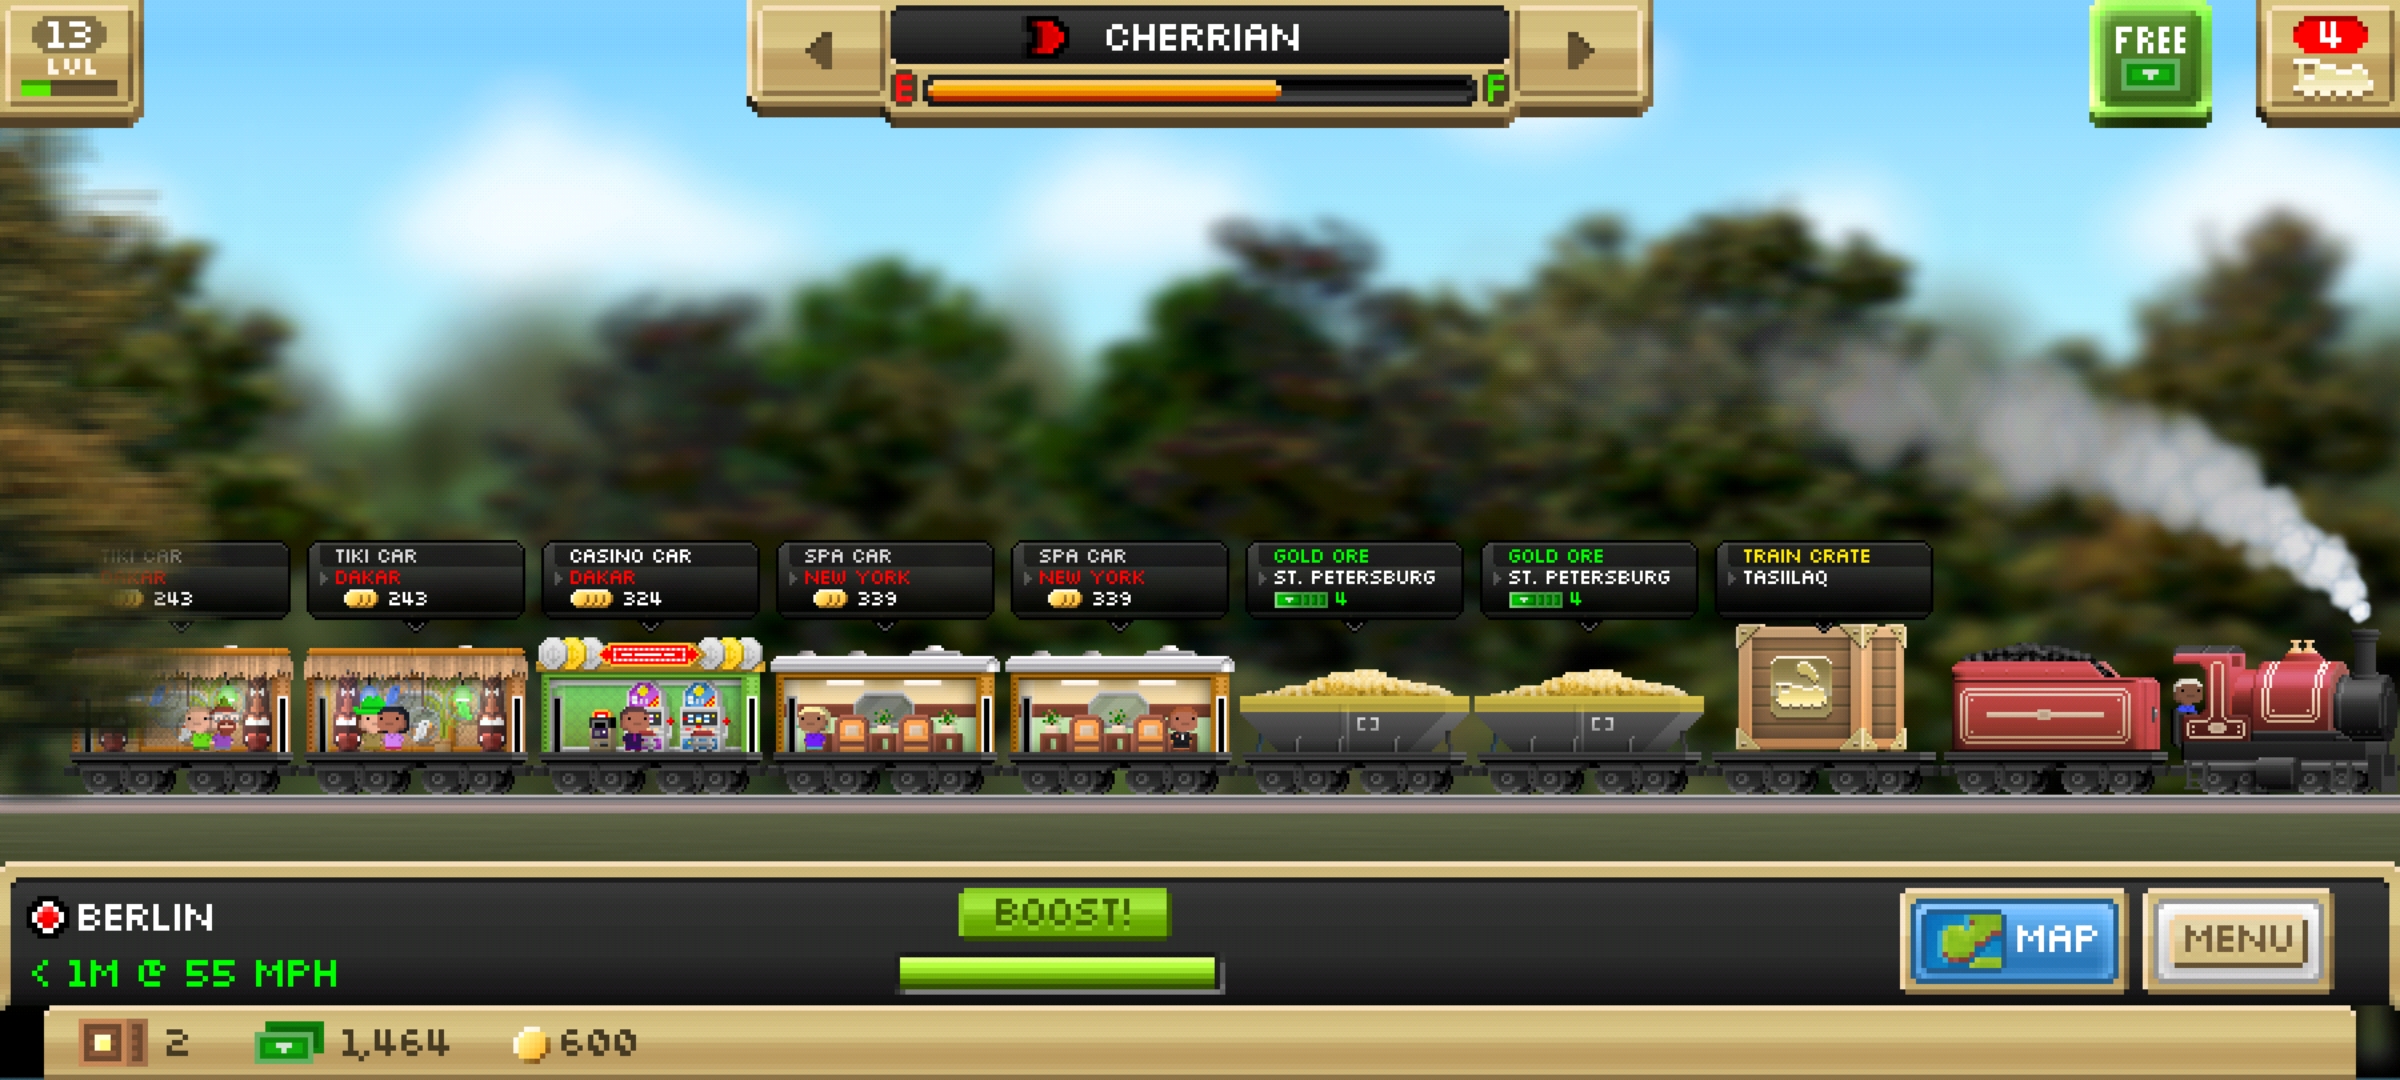 13
LVL
CHERRIAN
E F
FREE
4
TIKI CAR
DAKAR
243
TIKI CAR
DAKAR
243
CASINO CAR
DAKAR
324
SPA CAR
NEW YORK
339
SPA CAR
NEW YORK
339
GOLD ORE
ST. PETERSBURG
4
GOLD ORE
ST. PETERSBURG
4
TRAIN CRATE
TASIILAQ
BERLIN
< 1M @ 55 MPH
BOOST!
MAP
MENU
2
1,464
600